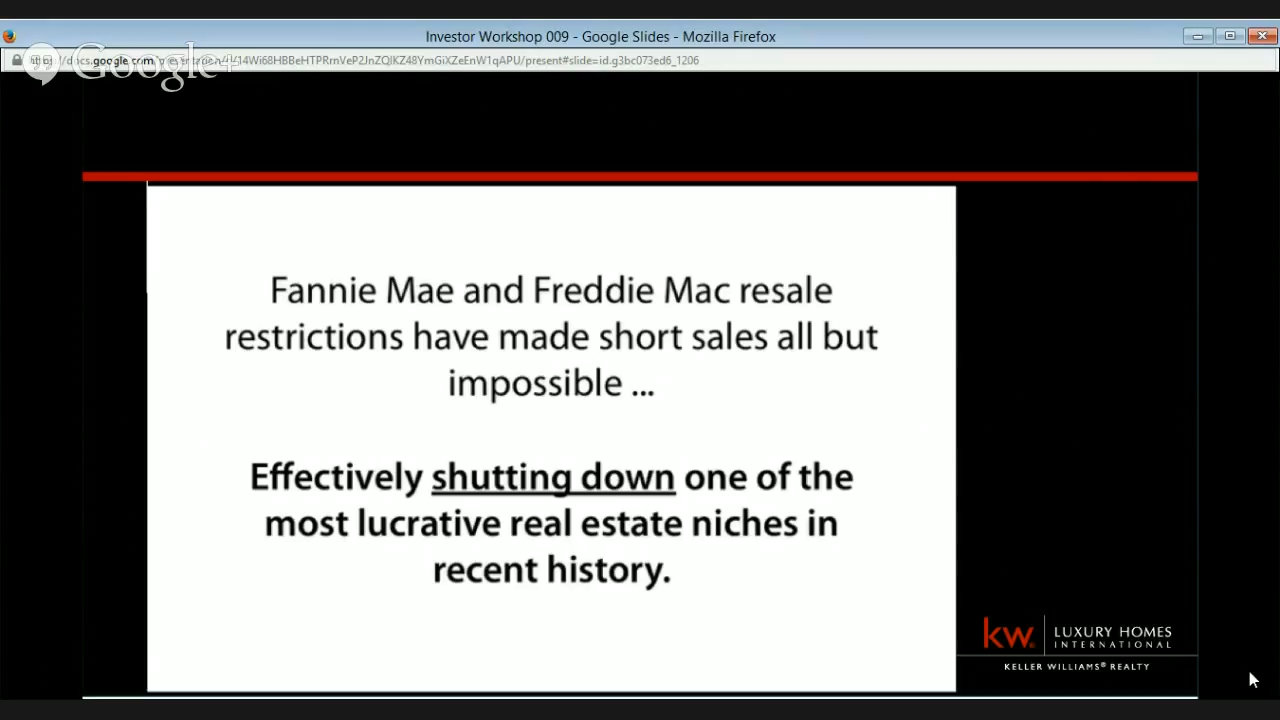 Investor Workshop 009 - Google Slides - Mozilla Firefox
Google+
Fannie Mae and Freddie Mac resale
restrictions have made short sales all but
impossible ...
Effectively shutting down one of the
most lucrative real estate niches in
recent history.
kw LUXURY HOMES
INTERNATIONAL
KELLER WILLIAMS® REALTY